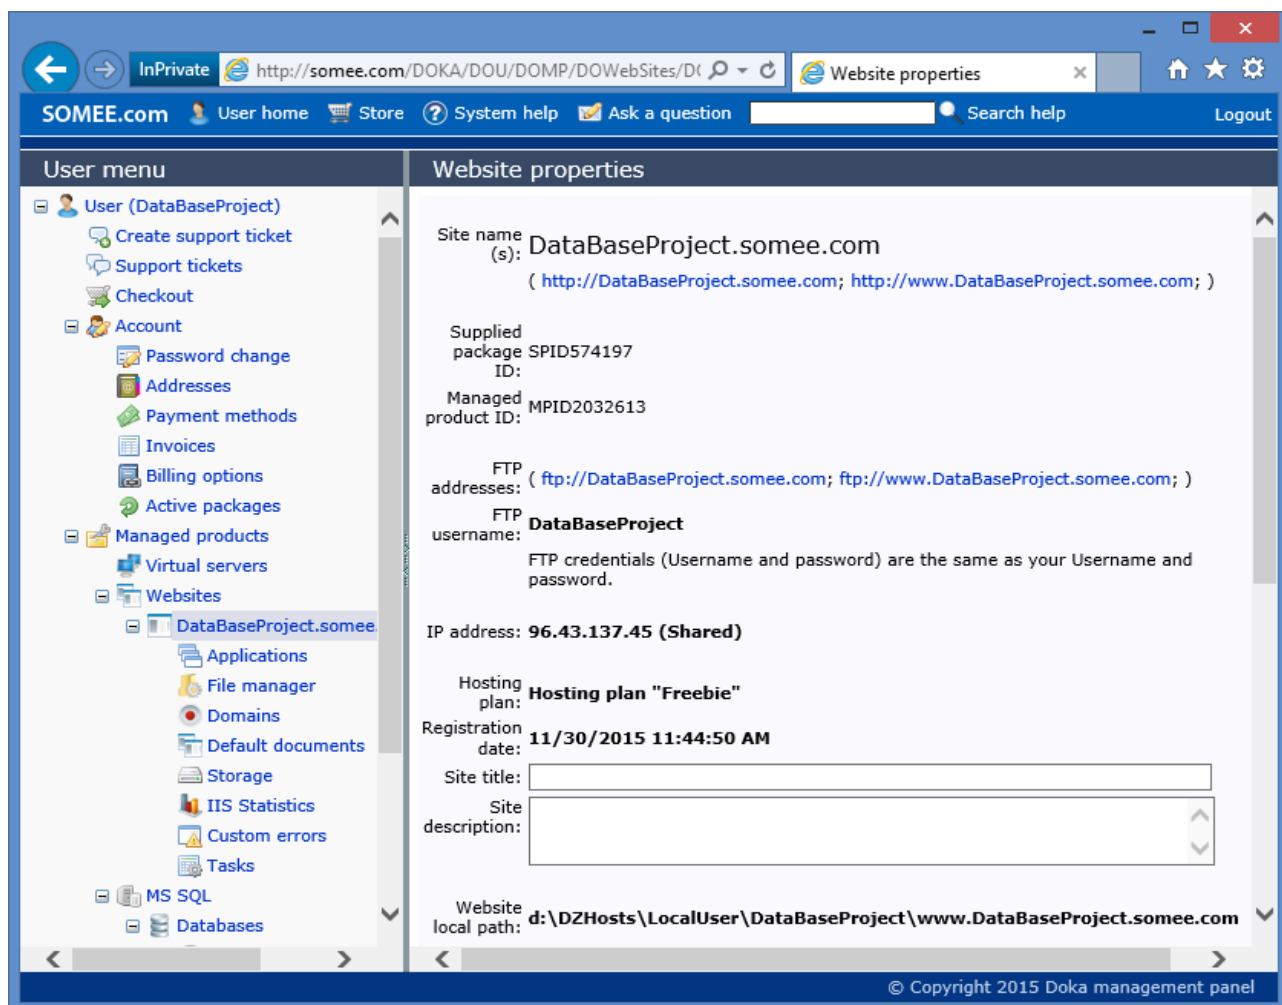 InPrivate http://somee.com/DOKA/DOU/DOMP/DOWebSites/D Website properties
SOMEE.com User home Store System help Ask a question Search help Logout
User menu
User (DataBaseProject)
Create support ticket
Support tickets
Checkout
Account
Password change
Addresses
Payment methods
Invoices
Billing options
Active packages
Managed products
Virtual servers
Websites
DataBaseProject.somee.
Applications
File manager
Domains
Default documents
Storage
IIS Statistics
Custom errors
Tasks
MS SQL
Databases
Website properties
Site name
(s): DataBaseProject.somee.com
( http://DataBaseProject.somee.com; http://www.DataBaseProject.somee.com; )
Supplied
package SPID574197
ID:
Managed
product ID: MPID2032613
FTP
addresses: ( ftp://DataBaseProject.somee.com; ftp://www.DataBaseProject.somee.com; )
FTP
username: DataBaseProject
FTP credentials (Username and password) are the same as your Username and
password.
IP address: 96.43.137.45 (Shared)
Hosting
plan: Hosting plan "Freebie"
Registration
date: 11/30/2015 11:44:50 AM
Site title:
Site
description:
Website
local path: d:\DZHosts\LocalUser\DataBaseProject\www.DataBaseProject.somee.com
© Copyright 2015 Doka management panel